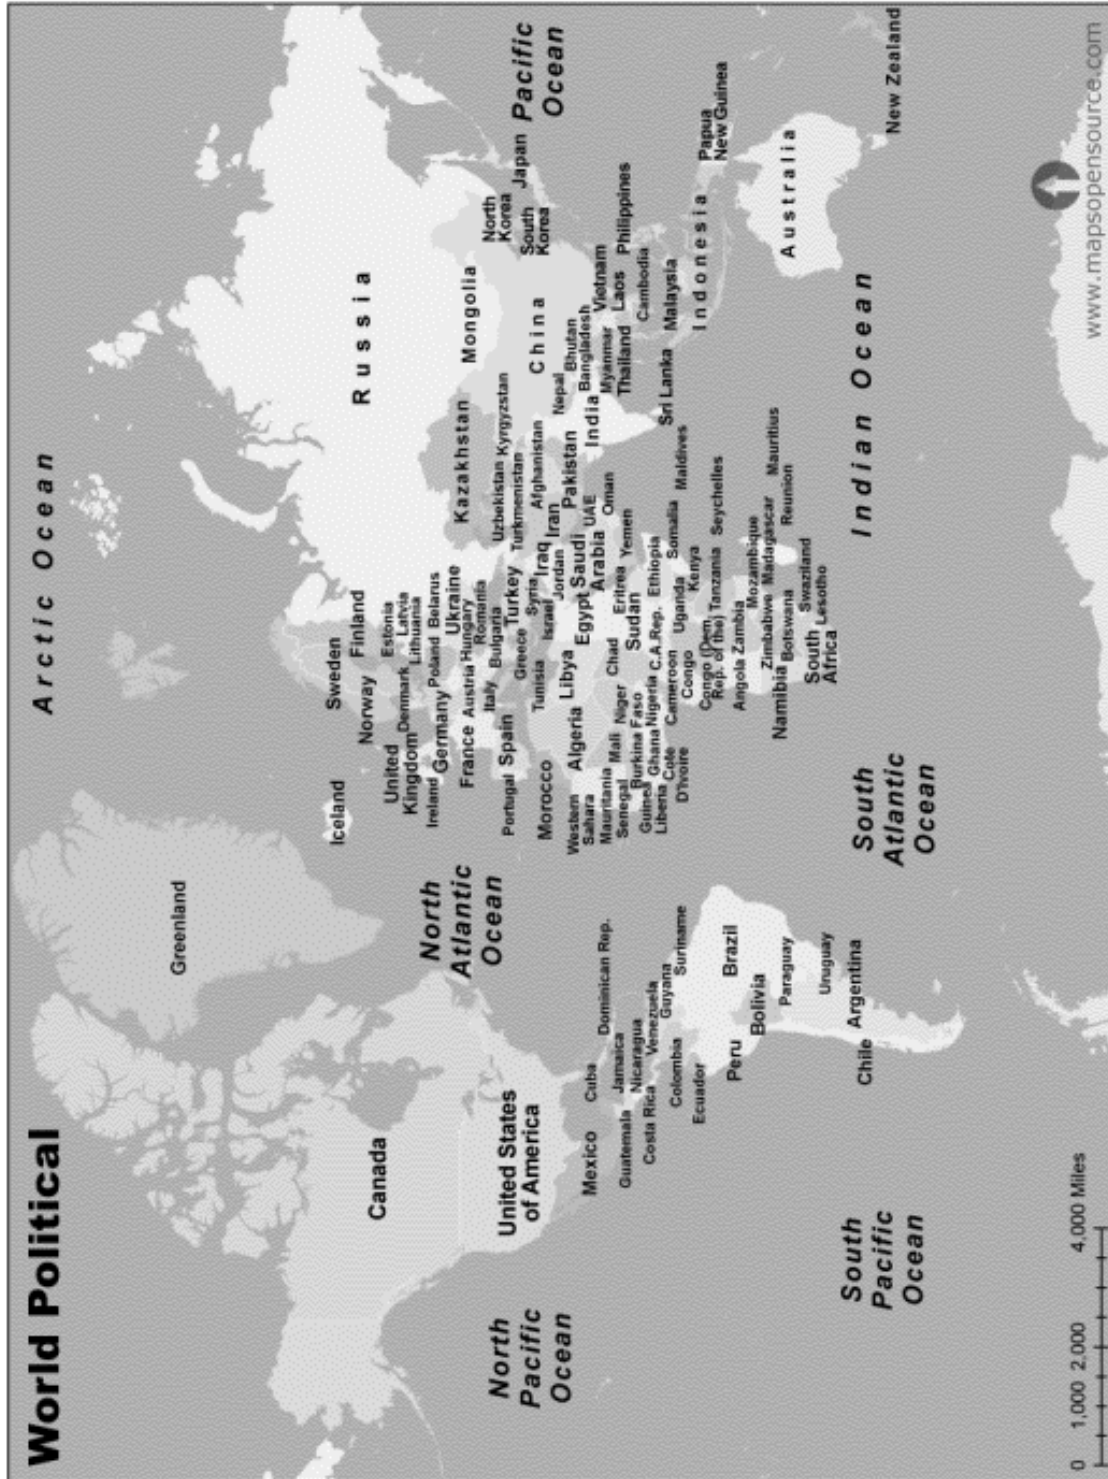 World Political
Arctic Ocean
Greenland
Iceland
Sweden
Norway
Finland
Russia
Canada
United
Kingdom
Denmark
Estonia
Latvia
Lithuania
Ireland
Germany
Poland
Belarus
North
Atlantic
Ocean
France
Austria
Hungary
Ukraine
Romania
Kazakhstan
Mongolia
Portugal
Spain
Italy
Bulgaria
Greece
Turkey
Uzbekistan
Kyrgyzstan
Turkmenistan
North
Korea
South
Korea
Japan
Pacific
Ocean
North
Pacific
Ocean
United States
of America
Morocco
Tunisia
Israel
Syria
Jordan
Iraq
Iran
Afghanistan
China
Nepal
Bhutan
Bangladesh
Western
Sahara
Algeria
Libya
Egypt
Saudi
Arabia
UAE
Oman
Pakistan
India
Myanmar
Vietnam
Laos
Thailand
Cambodia
Philippines
Mexico
Cuba
Dominican Rep.
Jamaica
Guatemala
Nicaragua
Costa Rica
Venezuela
Guyana
Suriname
Colombia
Ecuador
Mauritania
Senegal
Mali
Niger
Chad
Sudan
Eritrea
Yemen
Burkina Faso
Guinea
Liberia
Ghana
Cote
D'Ivoire
Nigeria
C.A.Rep.
Ethiopia
Somalia
Cameroon
Congo
Uganda
Kenya
Maldives
Sri Lanka
Malaysia
Indonesia
Papua
New Guinea
Congo (Dem.
Rep. of the)
Tanzania
Seychelles
Peru
Brazil
Bolivia
Angola
Zambia
Mozambique
Zimbabwe
Madagascar
Mauritius
Reunion
Namibia
Botswana
Swaziland
Lesotho
South
Africa
Australia
Paraguay
Uruguay
Argentina
Chile
South
Pacific
Ocean
South
Atlantic
Ocean
Indian Ocean
New Zealand
0 1,000 2,000 4,000 Miles
www.mapsopensource.com